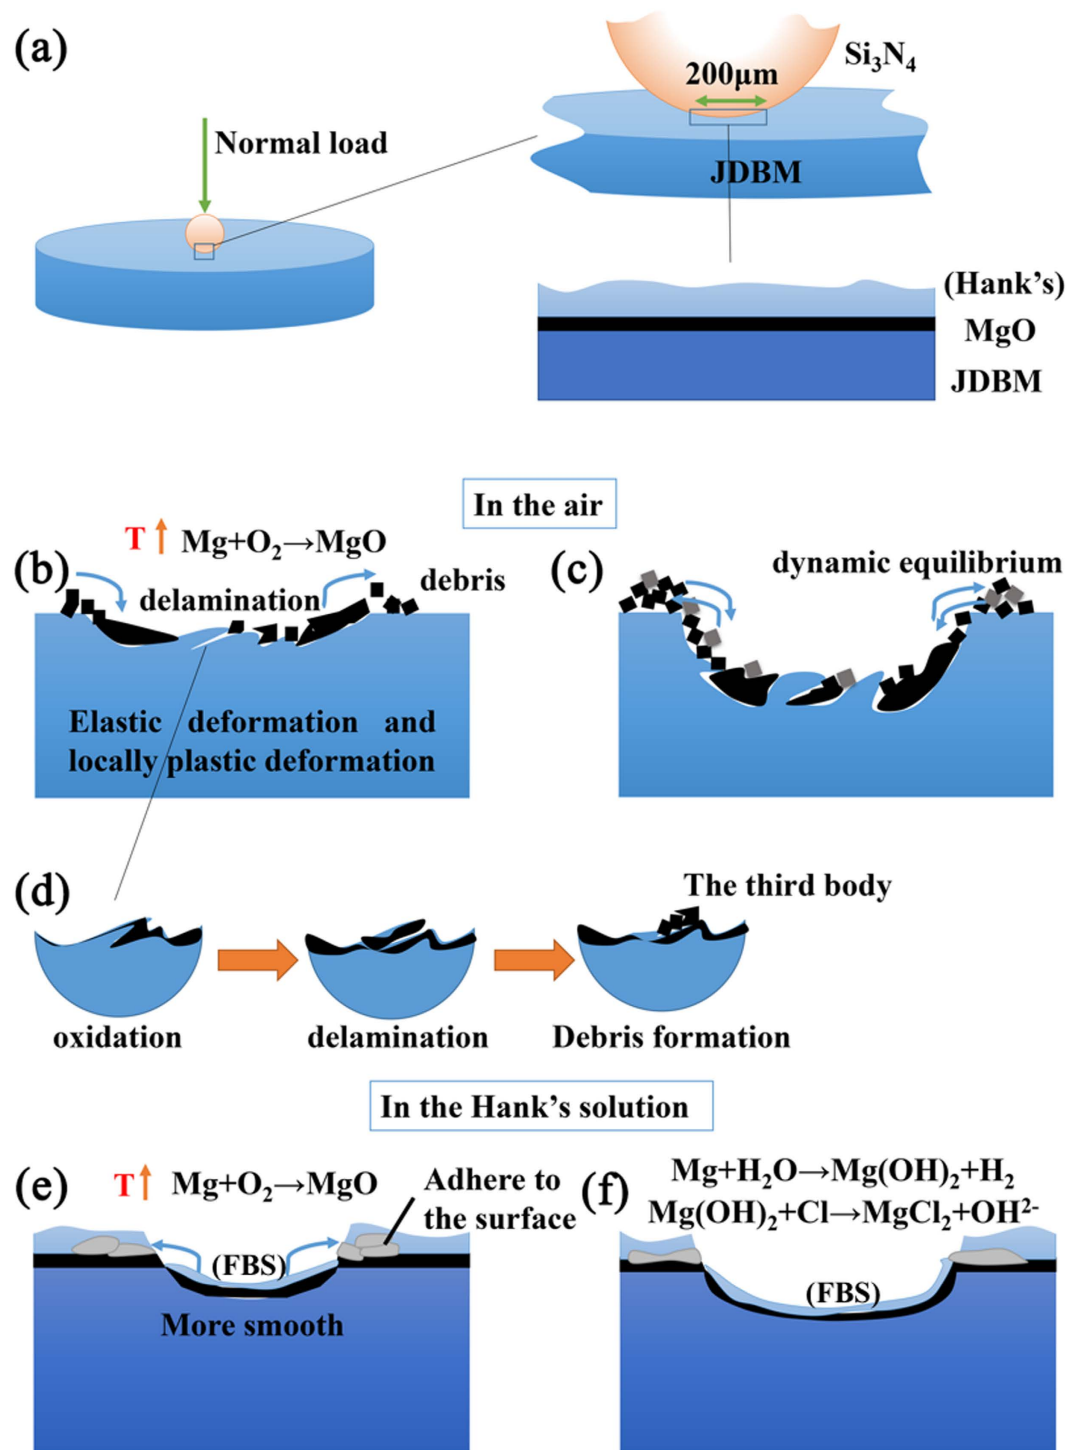 (a)
Normal load
200μm
Si₃N₄
JDBM
(Hank's)
MgO
JDBM
In the air
(b)
T Mg+O₂→MgO
delamination
debris
Elastic deformation and
locally plastic deformation
(c)
dynamic equilibrium
(d)
The third body
oxidation
delamination
Debris formation
In the Hank's solution
(e)
T Mg+O₂→MgO
Adhere to
the surface
(FBS)
More smooth
(f)
Mg+H₂O→Mg(OH)₂+H₂
Mg(OH)₂+Cl→MgCl₂+OH²⁻
(FBS)